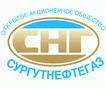 ОТКРЫТОЕ АКЦИОНЕРНОЕ ОБЩЕСТВО
СНГ
СУРГУТНЕФТЕГАЗ